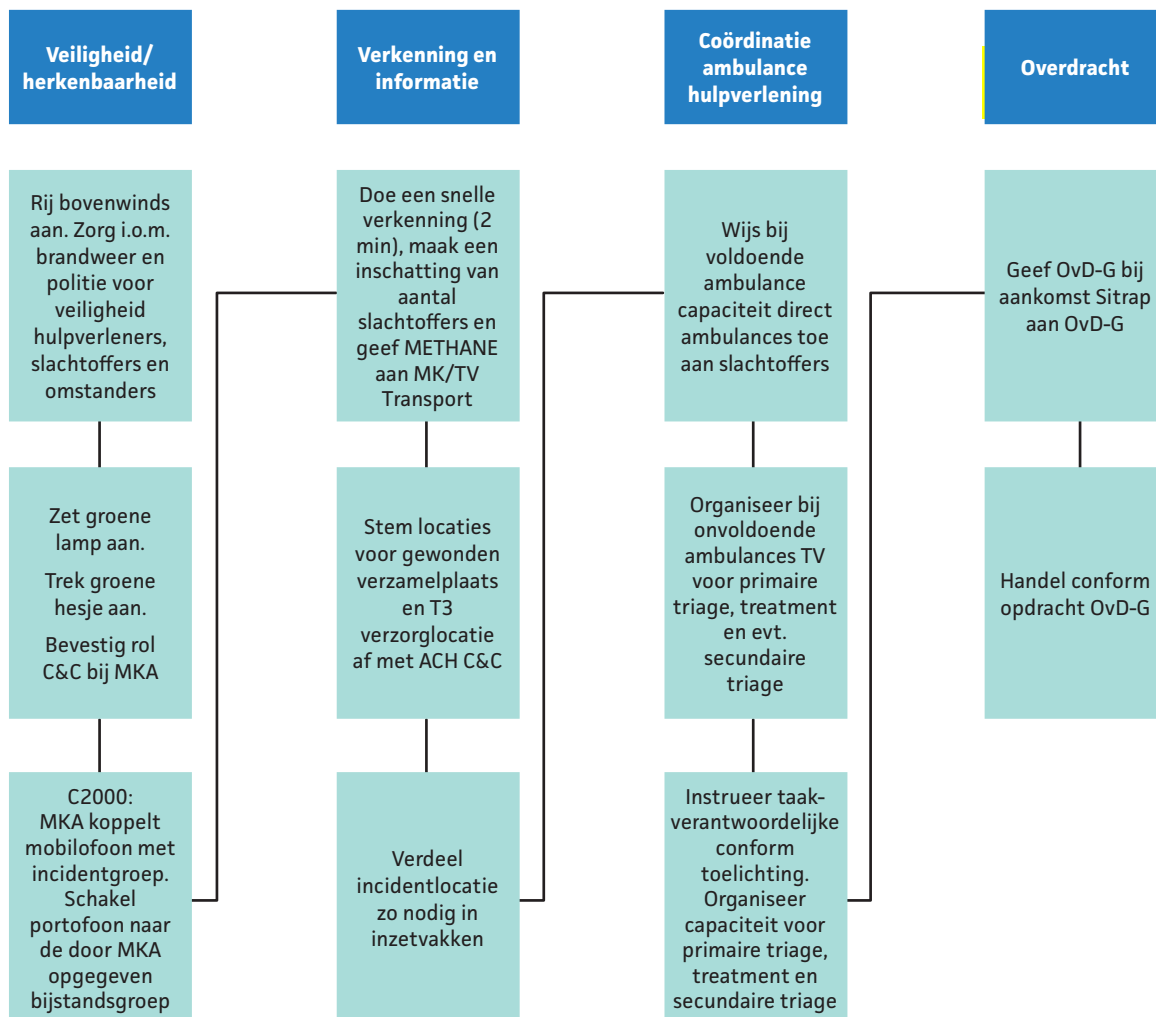 Veiligheid/
herkenbaarheid
Rij bovenwinds
aan. Zorg i.o.m.
brandweer en
politie voor
veiligheid
hulpverleners,
slachtoffers en
omstanders
Zet groene
lamp aan.
Trek groene
hesje aan.
Bevestig rol
C&C bij MKA
C2000:
MKA koppelt
mobilofoon met
incidentgroep.
Schakel
portofoon naar
de door MKA
opgegeven
bijstandsgroep
Verkenning en
informatie
Doe een snelle
verkenning (2
min), maak een
inschatting van
aantal
slachtoffers en
geef METHANE
aan MK/TV
Transport
Stem locaties
voor gewonden
verzamelplaats
en T3
verzorglocatie
af met ACH C&C
Verdeel
incidentlocatie
zo nodig in
inzetvakken
Coördinatie
ambulance
hulpverlening
Wijs bij
voldoende
ambulance
capaciteit direct
ambulances toe
aan slachtoffers
Organiseer bij
onvoldoende
ambulances TV
voor primaire
triage, treatment
en evt.
secundaire
triage
Instrueer taak-
verantwoordelijke
conform
toelichting.
Organiseer
capaciteit voor
primaire triage,
treatment en
secundaire triage
Overdracht
Geef OvD-G bij
aankomst Sitrap
aan OvD-G
Handel conform
opdracht OvD-G